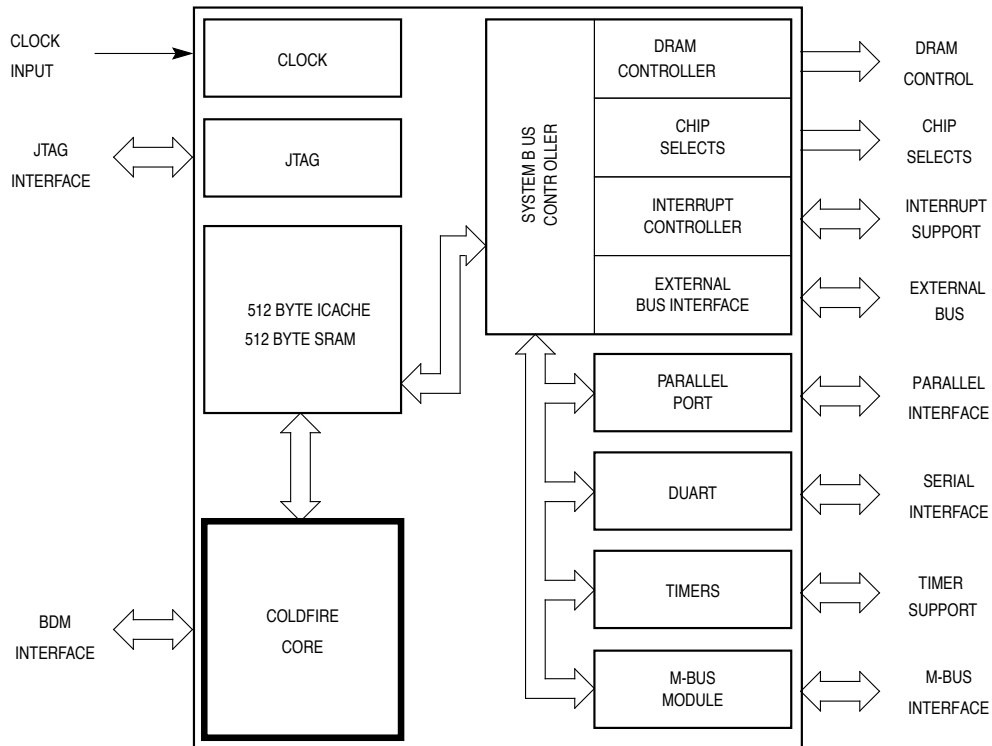 CLOCK
INPUT
CLOCK
JTAG
INTERFACE
JTAG
512 BYTE ICACHE
512 BYTE SRAM
BDM
INTERFACE
COLDFIRE
CORE
SYSTEM B US
CONTR OLLER
DRAM
CONTROLLER
CHIP
SELECTS
INTERRUPT
CONTROLLER
EXTERNAL
BUS INTERFACE
PARALLEL
PORT
DUART
TIMERS
M-BUS
MODULE
DRAM
CONTROL
CHIP
SELECTS
INTERRUPT
SUPPORT
EXTERNAL
BUS
PARALLEL
INTERFACE
SERIAL
INTERFACE
TIMER
SUPPORT
M-BUS
INTERFACE